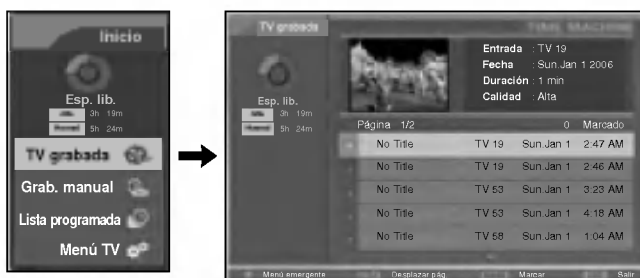 Inicio
Esp. lib.
3h 19m
5h 24m
TV grabada
Grab. manual
Lista programada
Menú TV
TV grabada
TIME MACHINE
Esp. lib.
3h 19m
5h 24m
Entrada : TV 19
Fecha : Sun.Jan 1 2006
Duración : 1 min
Calidad : Alta
Página 1/2 0 Marcado
No Title TV 19 Sun.Jan 1 2:47 AM
No Title TV 19 Sun.Jan 1 2:46 AM
No Title TV 53 Sun.Jan 1 3:23 AM
No Title TV 53 Sun.Jan 1 4:18 AM
No Title TV 58 Sun.Jan 1 1:04 AM
Menú emergente Desplazar pág. Marcar Salir